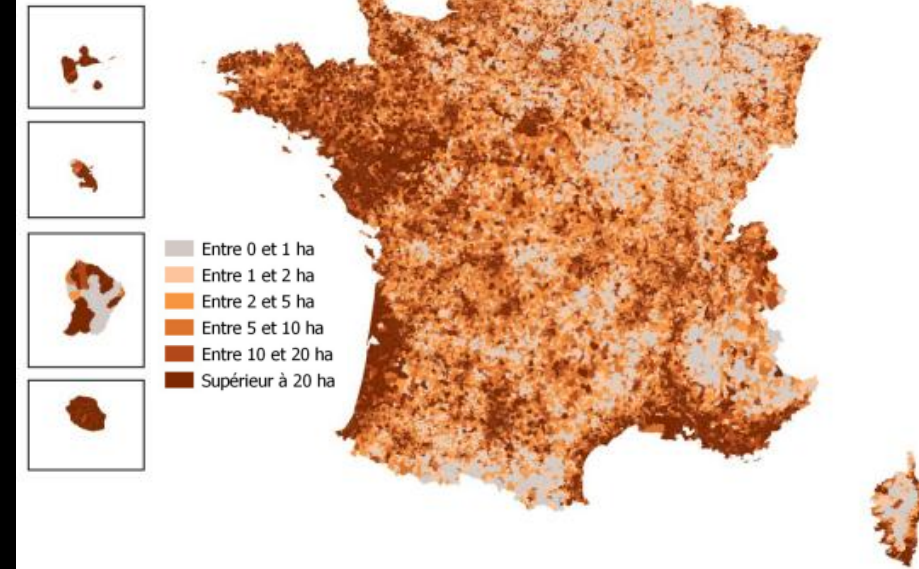 Entre 0 et 1 ha
Entre 1 et 2 ha
Entre 2 et 5 ha
Entre 5 et 10 ha
Entre 10 et 20 ha
Supérieur à 20 ha